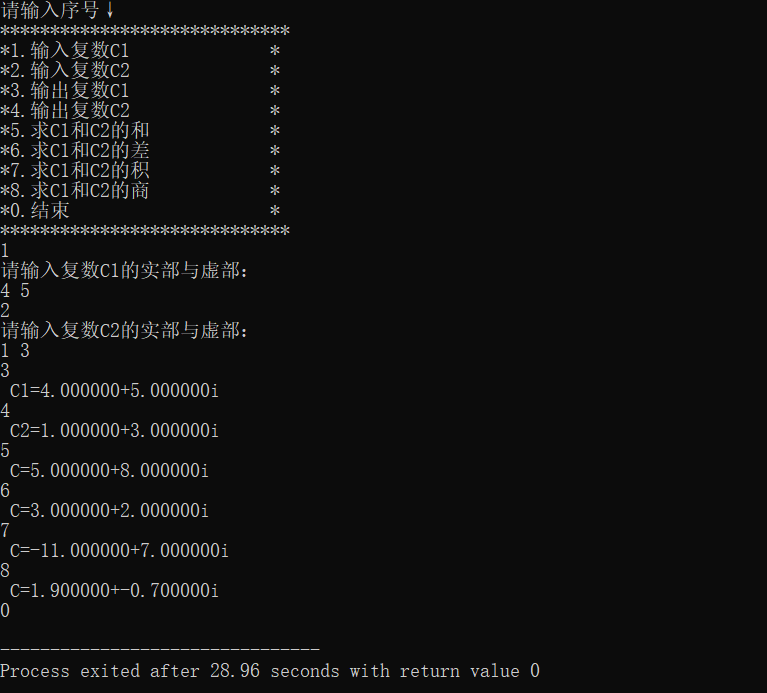 请输入序号↓
*****************************
*1.输入复数C1              *
*2.输入复数C2              *
*3.输出复数C1              *
*4.输出复数C2              *
*5.求C1和C2的和            *
*6.求C1和C2的差            *
*7.求C1和C2的积            *
*8.求C1和C2的商            *
*0.结束                    *
*****************************
1
请输入复数C1的实部与虚部:
4 5
2
请输入复数C2的实部与虚部:
1 3
3
 C1=4.000000+5.000000i
4
 C2=1.000000+3.000000i
5
 C=5.000000+8.000000i
6
 C=3.000000+2.000000i
7
 C=-11.000000+7.000000i
8
 C=1.900000+-0.700000i
0

--------------------------------
Process exited after 28.96 seconds with return value 0